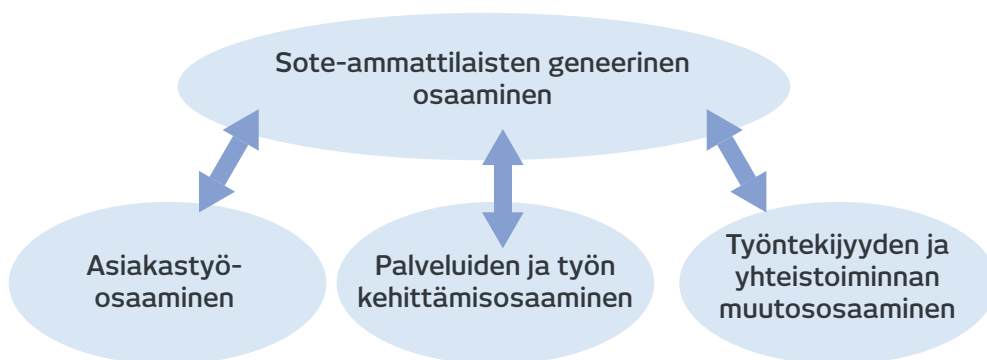 Sote-ammattilaisten geneerinen
osaaminen
Asiakastyö-
osaaminen
Palveluiden ja työn
kehittämisosaaminen
Työntekijyyden ja
yhteistoiminnan
muutososaaminen